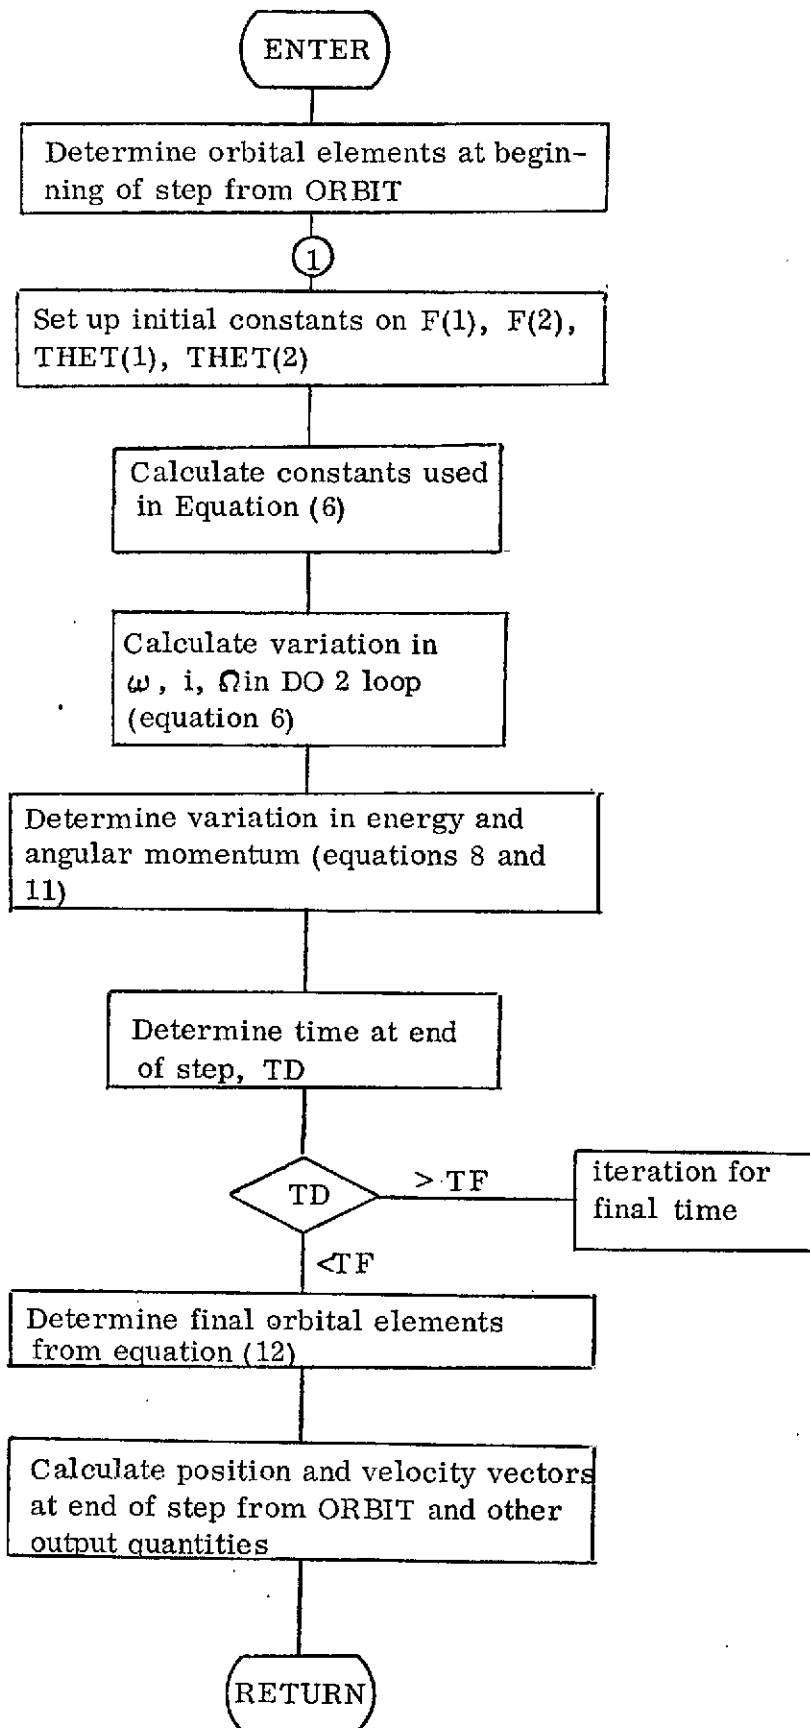 ENTER
Determine orbital elements at begin-
ning of step from ORBIT
1
Set up initial constants on F(1), F(2),
THET(1), THET(2)
Calculate constants used
in Equation (6)
Calculate variation in
ω, i, Ω in DO 2 loop
(equation 6)
Determine variation in energy and
angular momentum (equations 8 and
11)
Determine time at end
of step, TD
TD
> TF
iteration for
final time
<TF
Determine final orbital elements
from equation (12)
Calculate position and velocity vectors
at end of step from ORBIT and other
output quantities
RETURN